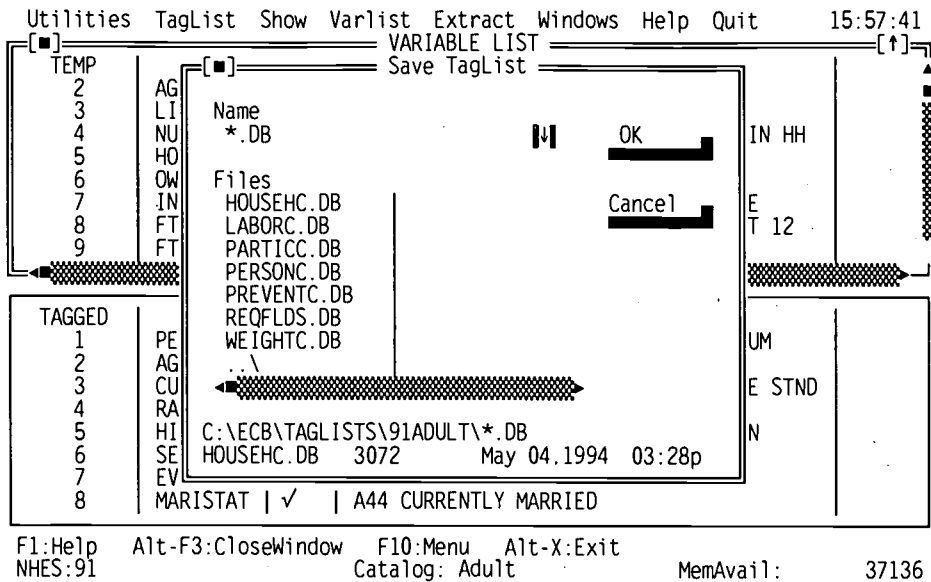 Utilities TagList Show Varlist Extract Windows Help Quit 15:57:41
[■] VARIABLE LIST [↑]
[■] Save TagList
TEMP
2 AG
3 LI
4 NU IN HH
5 HO
6 OW
7 IN E
8 FT T 12
9 FT
Name
*.DB
OK
Files
HOUSEHC.DB
LABORC.DB
PARTICC.DB
PERSONC.DB
PREVENTC.DB
REQFLDS.DB
WEIGHTC.DB
..\
Cancel
C:\ECB\TAGLISTS\91ADULT\*.DB
HOUSEHC.DB 3072 May 04,1994 03:28p
TAGGED
1 PE UM
2 AG
3 CU E STND
4 RA
5 HI N
6 SE
7 EV
8 MARISTAT | √ | A44 CURRENTLY MARRIED
F1:Help Alt-F3:CloseWindow F10:Menu Alt-X:Exit
NHES:91 Catalog: Adult MemAvail: 37136